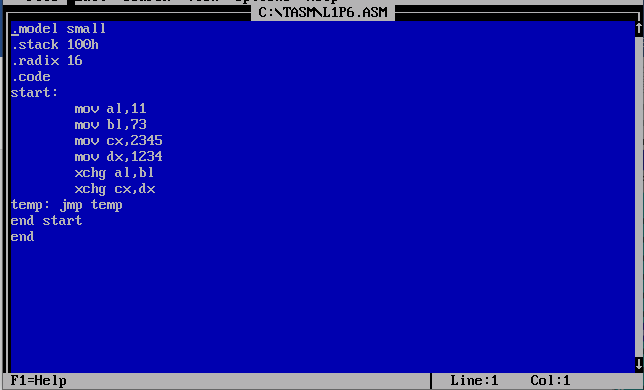 C:\TASM\L1P6.ASM
.model small
.stack 100h
.radix 16
.code
start:
mov al,11
mov bl,73
mov cx,2345
mov dx,1234
xchg al,bl
xchg cx,dx
temp: jmp temp
end start
end
F1=Help Line:1 Col:1